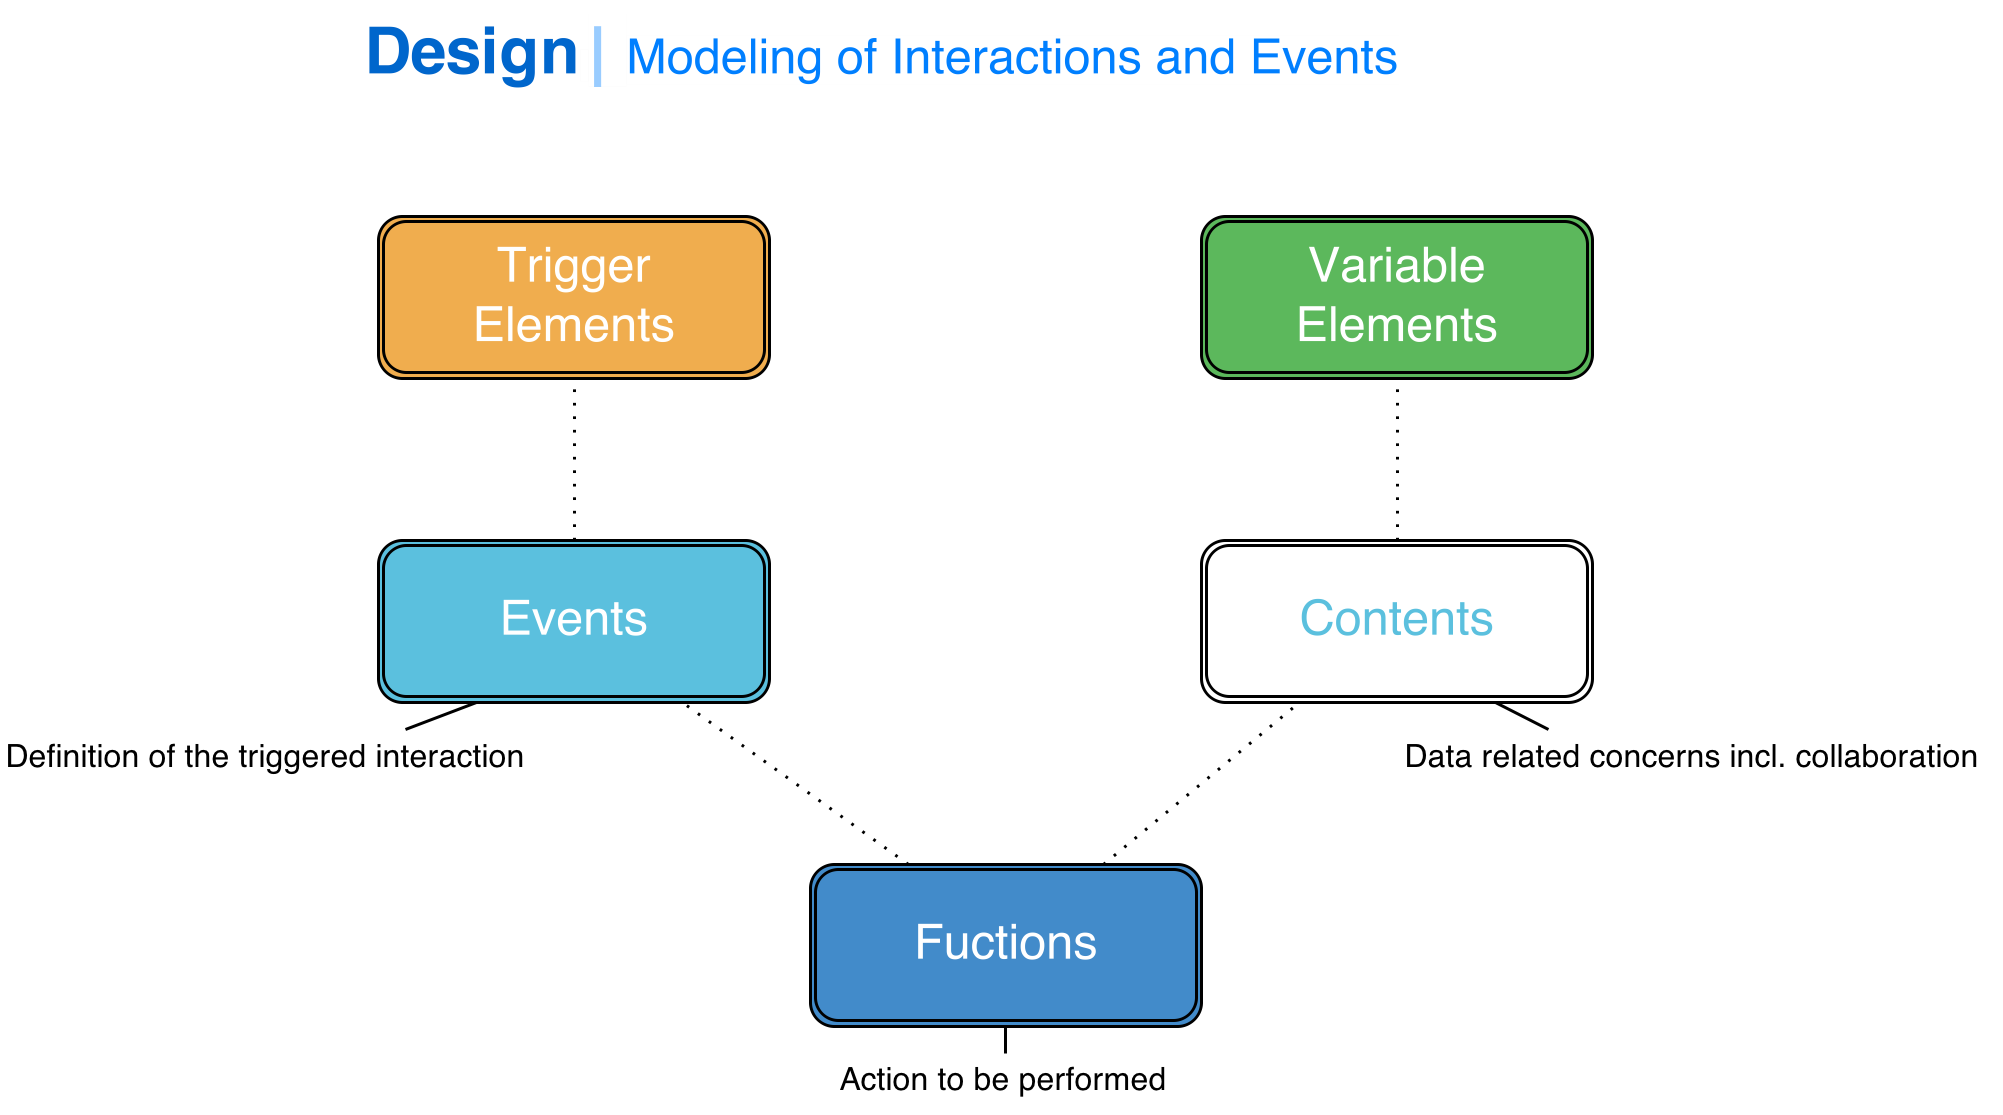 Design | Modeling of Interactions and Events
Trigger
Elements
Variable
Elements
Events
Contents
Definition of the triggered interaction
Data related concerns incl. collaboration
Fuctions
Action to be performed